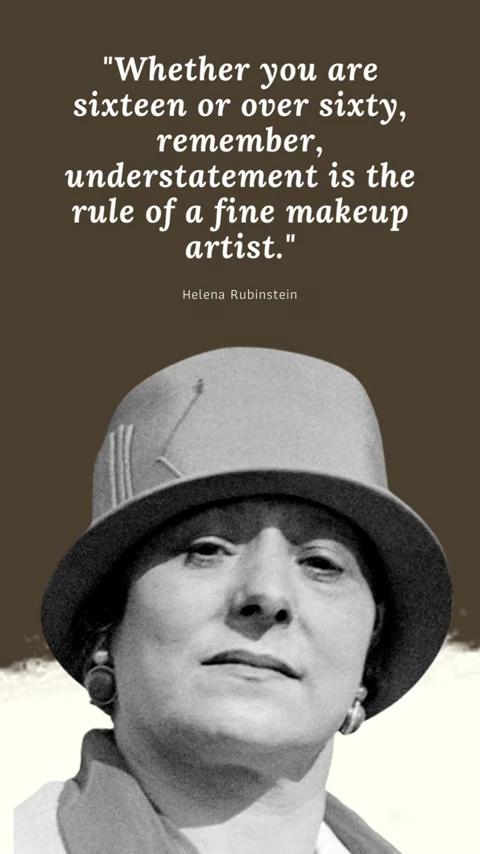 "Whether you are
sixteen or over sixty,
remember,
understatement is the
rule of a fine makeup
artist."
Helena Rubinstein